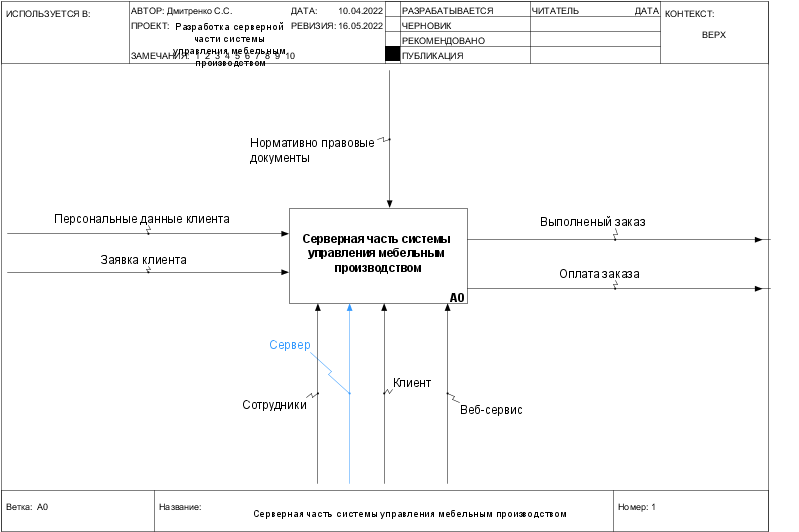 ИСПОЛЬЗУЕТСЯ В:
АВТОР: Дмитренко С.С.
ДАТА: 10.04.2022
ПРОЕКТ: Разработка серверной
части системы
управления мебельным
производством
РЕВИЗИЯ: 16.05.2022
ЗАМЕЧАНИЯ: 1 2 3 4 5 6 7 8 9 10
РАЗРАБАТЫВАЕТСЯ
ЧЕРНОВИК
РЕКОМЕНДОВАНО
ПУБЛИКАЦИЯ
ЧИТАТЕЛЬ ДАТА
КОНТЕКСТ:
ВЕРХ
Нормативно правовые
документы
Персональные данные клиента
Заявка клиента
Серверная часть системы
управления мебельным
производством
A0
Выполненый заказ
Оплата заказа
Сервер
Сотрудники
Клиент
Веб-сервис
Ветка: A0
Название:
Серверная часть системы управления мебельным производством
Номер: 1